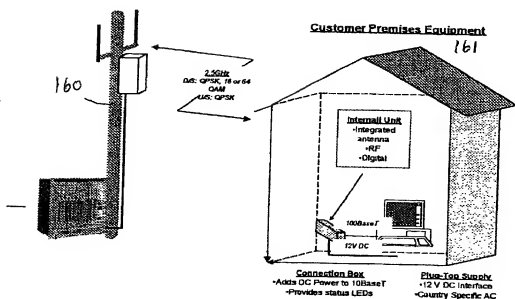 Customer Premises Equipment
161
160
2.5GHz
D/S: QPSK, 16 or 64
QAM
U/S: QPSK
Internall Unit
•Integrated
antenna
•RF
•Digital
100BaseT
12V DC
Connection Box
•Adds DC Power to 10BaseT
•Provides status LEDs
Plug-Top Supply
•12 V DC Interface
•Country Specific AC